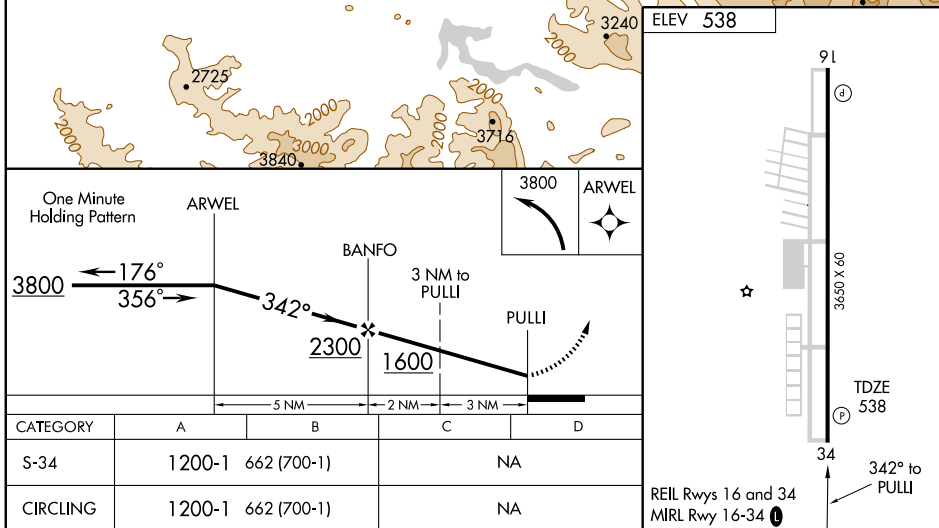 3240
2725
2000
2000
3000
3840
2000
2000
3716
2000
ELEV 538
16
P
3650 X 60
TDZE
538
P
34
342° to
PULLI
REIL Rwys 16 and 34
MIRL Rwy 16-34 L
One Minute
Holding Pattern
ARWEL
3800
ARWEL
BANFO
3 NM to
PULLI
PULLI
3800
176°
356°
342°
2300
1600
5 NM
2 NM
3 NM
CATEGORY A B C D
S-34 1200-1 662 (700-1) NA
CIRCLING 1200-1 662 (700-1) NA